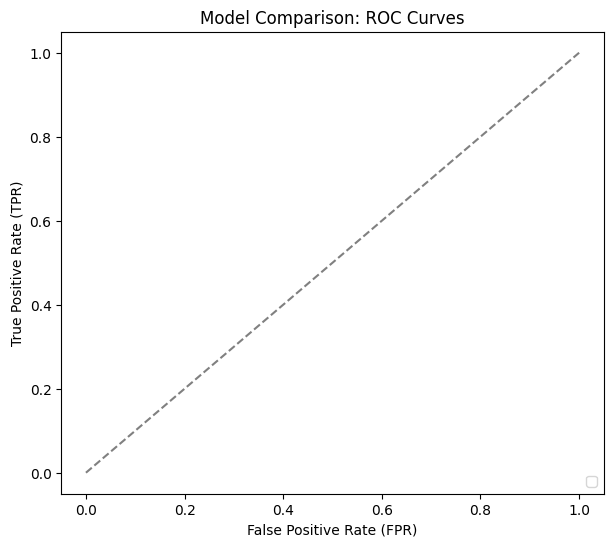 Model Comparison: ROC Curves
True Positive Rate (TPR)
1.0
0.8
0.6
0.4
0.2
0.0
0.0 0.2 0.4 0.6 0.8 1.0
False Positive Rate (FPR)